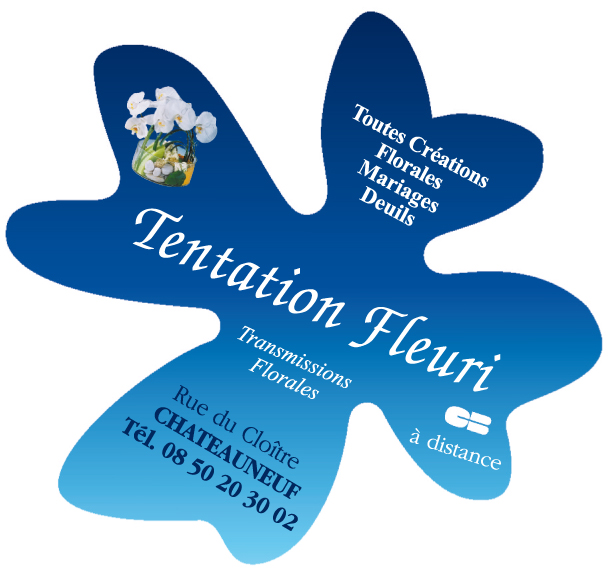 Toutes Créations
Florales
Mariages
Deuils
Tentation Fleuri
Transmissions
Florales
CB
à distance
Rue du Cloître
CHATEAUNEUF
Tél. 08 50 20 30 02